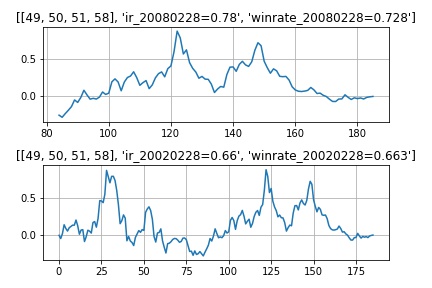 [[49, 50, 51, 58], 'ir_20080228=0.78', 'winrate_20080228=0.728']
0.5
0.0
80 100 120 140 160 180
[[49, 50, 51, 58], 'ir_20020228=0.66', 'winrate_20020228=0.663']
0.5
0.0
0 25 50 75 100 125 150 175